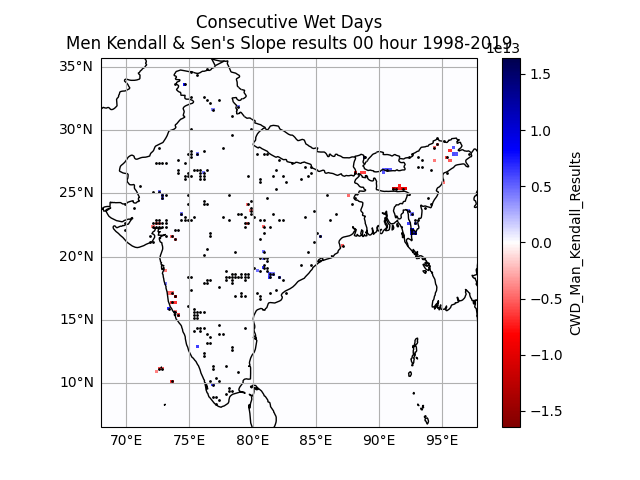 Consecutive Wet Days
Men Kendall & Sen's Slope results 00 hour 1998-2019
1e13
35°N
30°N
25°N
20°N
15°N
10°N
70°E 75°E 80°E 85°E 90°E 95°E
1.5
1.0
0.5
0.0
−0.5
−1.0
−1.5
CWD_Man_Kendall_Results